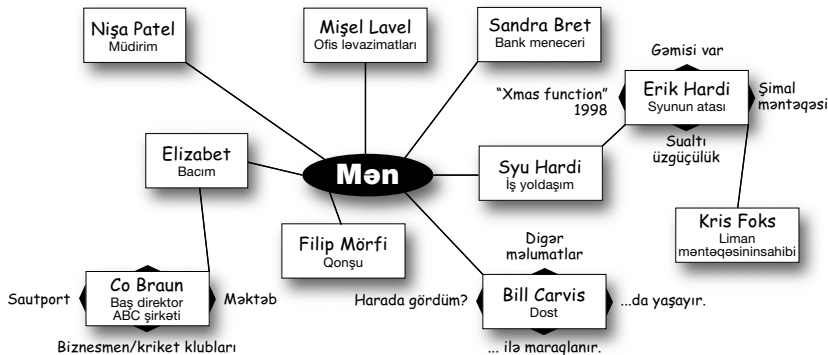 Nişa Patel
Müdirim
Mişel Lavel
Ofis ləvazimatları
Sandra Bret
Bank meneceri
Gəmisi var
"Xmas function"
1998
Erik Hardi
Syunun atası
Şimal
məntəqəsi
Sualtı
üzgüçülük
Elizabet
Bacım
Mən
Syu Hardi
İş yoldaşım
Filip Mörfi
Qonşu
Kris Foks
Liman
məntəqəsininsahibi
Digər
məlumatlar
Sautport
Co Braun
Baş direktor
ABC şirkəti
Məktəb
Harada gördüm?
Bill Carvis
Dost
...da yaşayır.
Biznesmen/kriket klubları
... ilə maraqlanır.